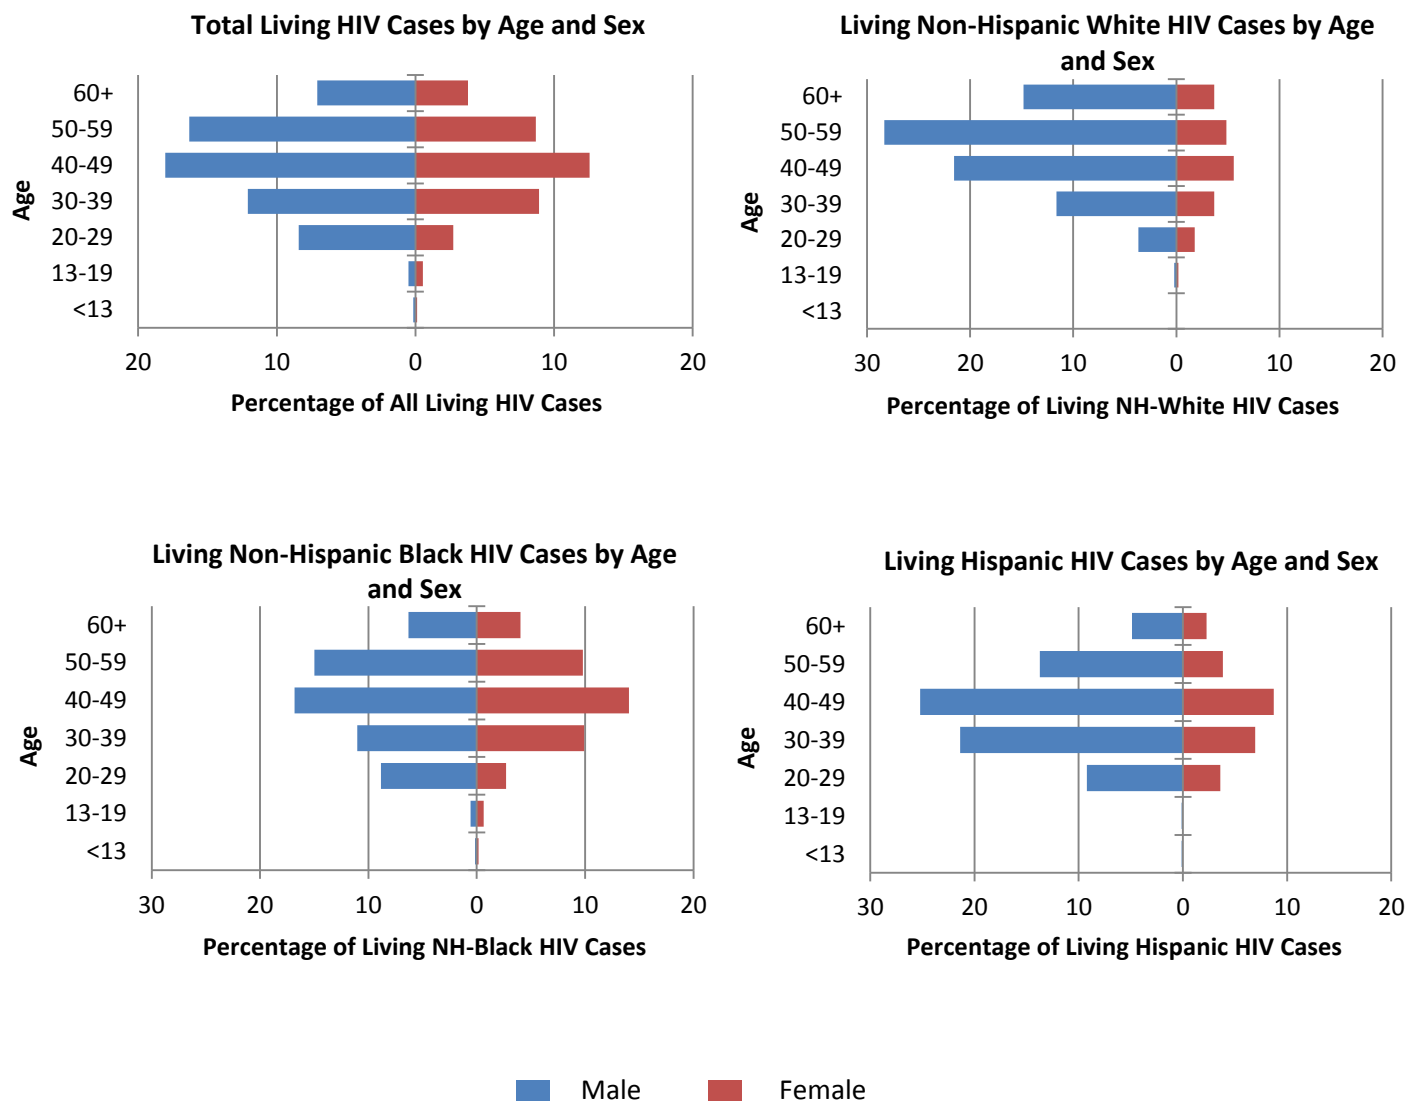 Total Living HIV Cases by Age and Sex
60+
50-59
40-49
30-39
20-29
13-19
<13
Age
20 10 0 10 20
Percentage of All Living HIV Cases
Living Non-Hispanic White HIV Cases by Age
and Sex
60+
50-59
40-49
30-39
20-29
13-19
<13
Age
30 20 10 0 10 20
Percentage of Living NH-White HIV Cases
Living Non-Hispanic Black HIV Cases by Age
and Sex
60+
50-59
40-49
30-39
20-29
13-19
<13
Age
30 20 10 0 10 20
Percentage of Living NH-Black HIV Cases
Living Hispanic HIV Cases by Age and Sex
60+
50-59
40-49
30-39
20-29
13-19
<13
Age
30 20 10 0 10 20
Percentage of Living Hispanic HIV Cases
Male Female